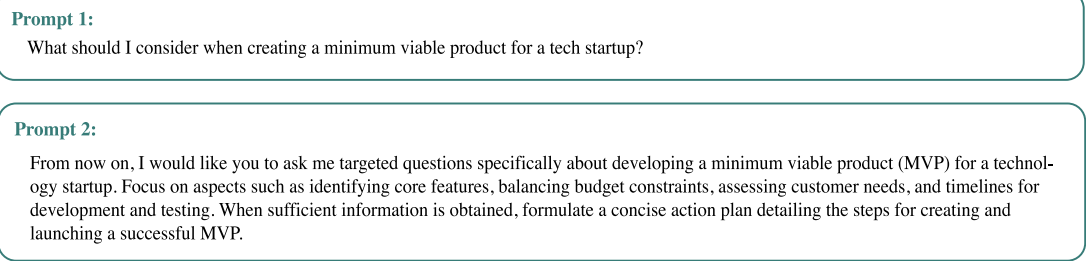 Prompt 1:
What should I consider when creating a minimum viable product for a tech startup?
Prompt 2:
From now on, I would like you to ask me targeted questions specifically about developing a minimum viable product (MVP) for a technol-
ogy startup. Focus on aspects such as identifying core features, balancing budget constraints, assessing customer needs, and timelines for
development and testing. When sufficient information is obtained, formulate a concise action plan detailing the steps for creating and
launching a successful MVP.